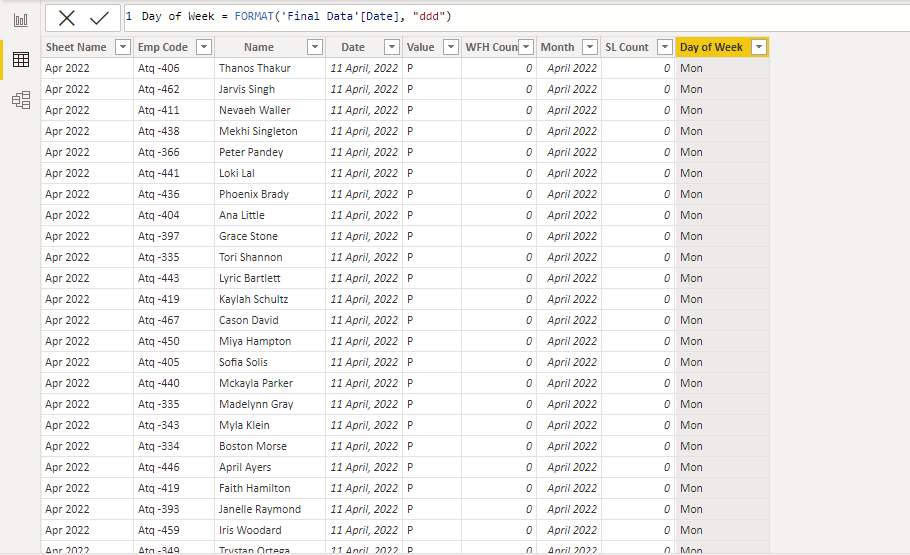 1 Day of Week = FORMAT('Final Data'[Date], "ddd")
Sheet Name Emp Code Name Date Value WFH Coun Month SL Count Day of Week
Apr 2022 Atq -406 Thanos Thakur 11 April, 2022 P 0 April 2022 0 Mon
Apr 2022 Atq -462 Jarvis Singh 11 April, 2022 P 0 April 2022 0 Mon
Apr 2022 Atq -411 Nevaeh Waller 11 April, 2022 P 0 April 2022 0 Mon
Apr 2022 Atq -438 Mekhi Singleton 11 April, 2022 P 0 April 2022 0 Mon
Apr 2022 Atq -366 Peter Pandey 11 April, 2022 P 0 April 2022 0 Mon
Apr 2022 Atq -441 Loki Lal 11 April, 2022 P 0 April 2022 0 Mon
Apr 2022 Atq -436 Phoenix Brady 11 April, 2022 P 0 April 2022 0 Mon
Apr 2022 Atq -404 Ana Little 11 April, 2022 P 0 April 2022 0 Mon
Apr 2022 Atq -397 Grace Stone 11 April, 2022 P 0 April 2022 0 Mon
Apr 2022 Atq -335 Tori Shannon 11 April, 2022 P 0 April 2022 0 Mon
Apr 2022 Atq -443 Lyric Bartlett 11 April, 2022 P 0 April 2022 0 Mon
Apr 2022 Atq -419 Kaylah Schultz 11 April, 2022 P 0 April 2022 0 Mon
Apr 2022 Atq -467 Cason David 11 April, 2022 P 0 April 2022 0 Mon
Apr 2022 Atq -450 Miya Hampton 11 April, 2022 P 0 April 2022 0 Mon
Apr 2022 Atq -405 Sofia Solis 11 April, 2022 P 0 April 2022 0 Mon
Apr 2022 Atq -440 Mckayla Parker 11 April, 2022 P 0 April 2022 0 Mon
Apr 2022 Atq -335 Madelynn Gray 11 April, 2022 P 0 April 2022 0 Mon
Apr 2022 Atq -343 Myla Klein 11 April, 2022 P 0 April 2022 0 Mon
Apr 2022 Atq -334 Boston Morse 11 April, 2022 P 0 April 2022 0 Mon
Apr 2022 Atq -446 April Ayers 11 April, 2022 P 0 April 2022 0 Mon
Apr 2022 Atq -419 Faith Hamilton 11 April, 2022 P 0 April 2022 0 Mon
Apr 2022 Atq -393 Janelle Raymond 11 April, 2022 P 0 April 2022 0 Mon
Apr 2022 Atq -459 Iris Woodard 11 April, 2022 P 0 April 2022 0 Mon
Apr 2022 Atq -349 Trystan Ortega 11 April, 2022 P 0 April 2022 0 Mon